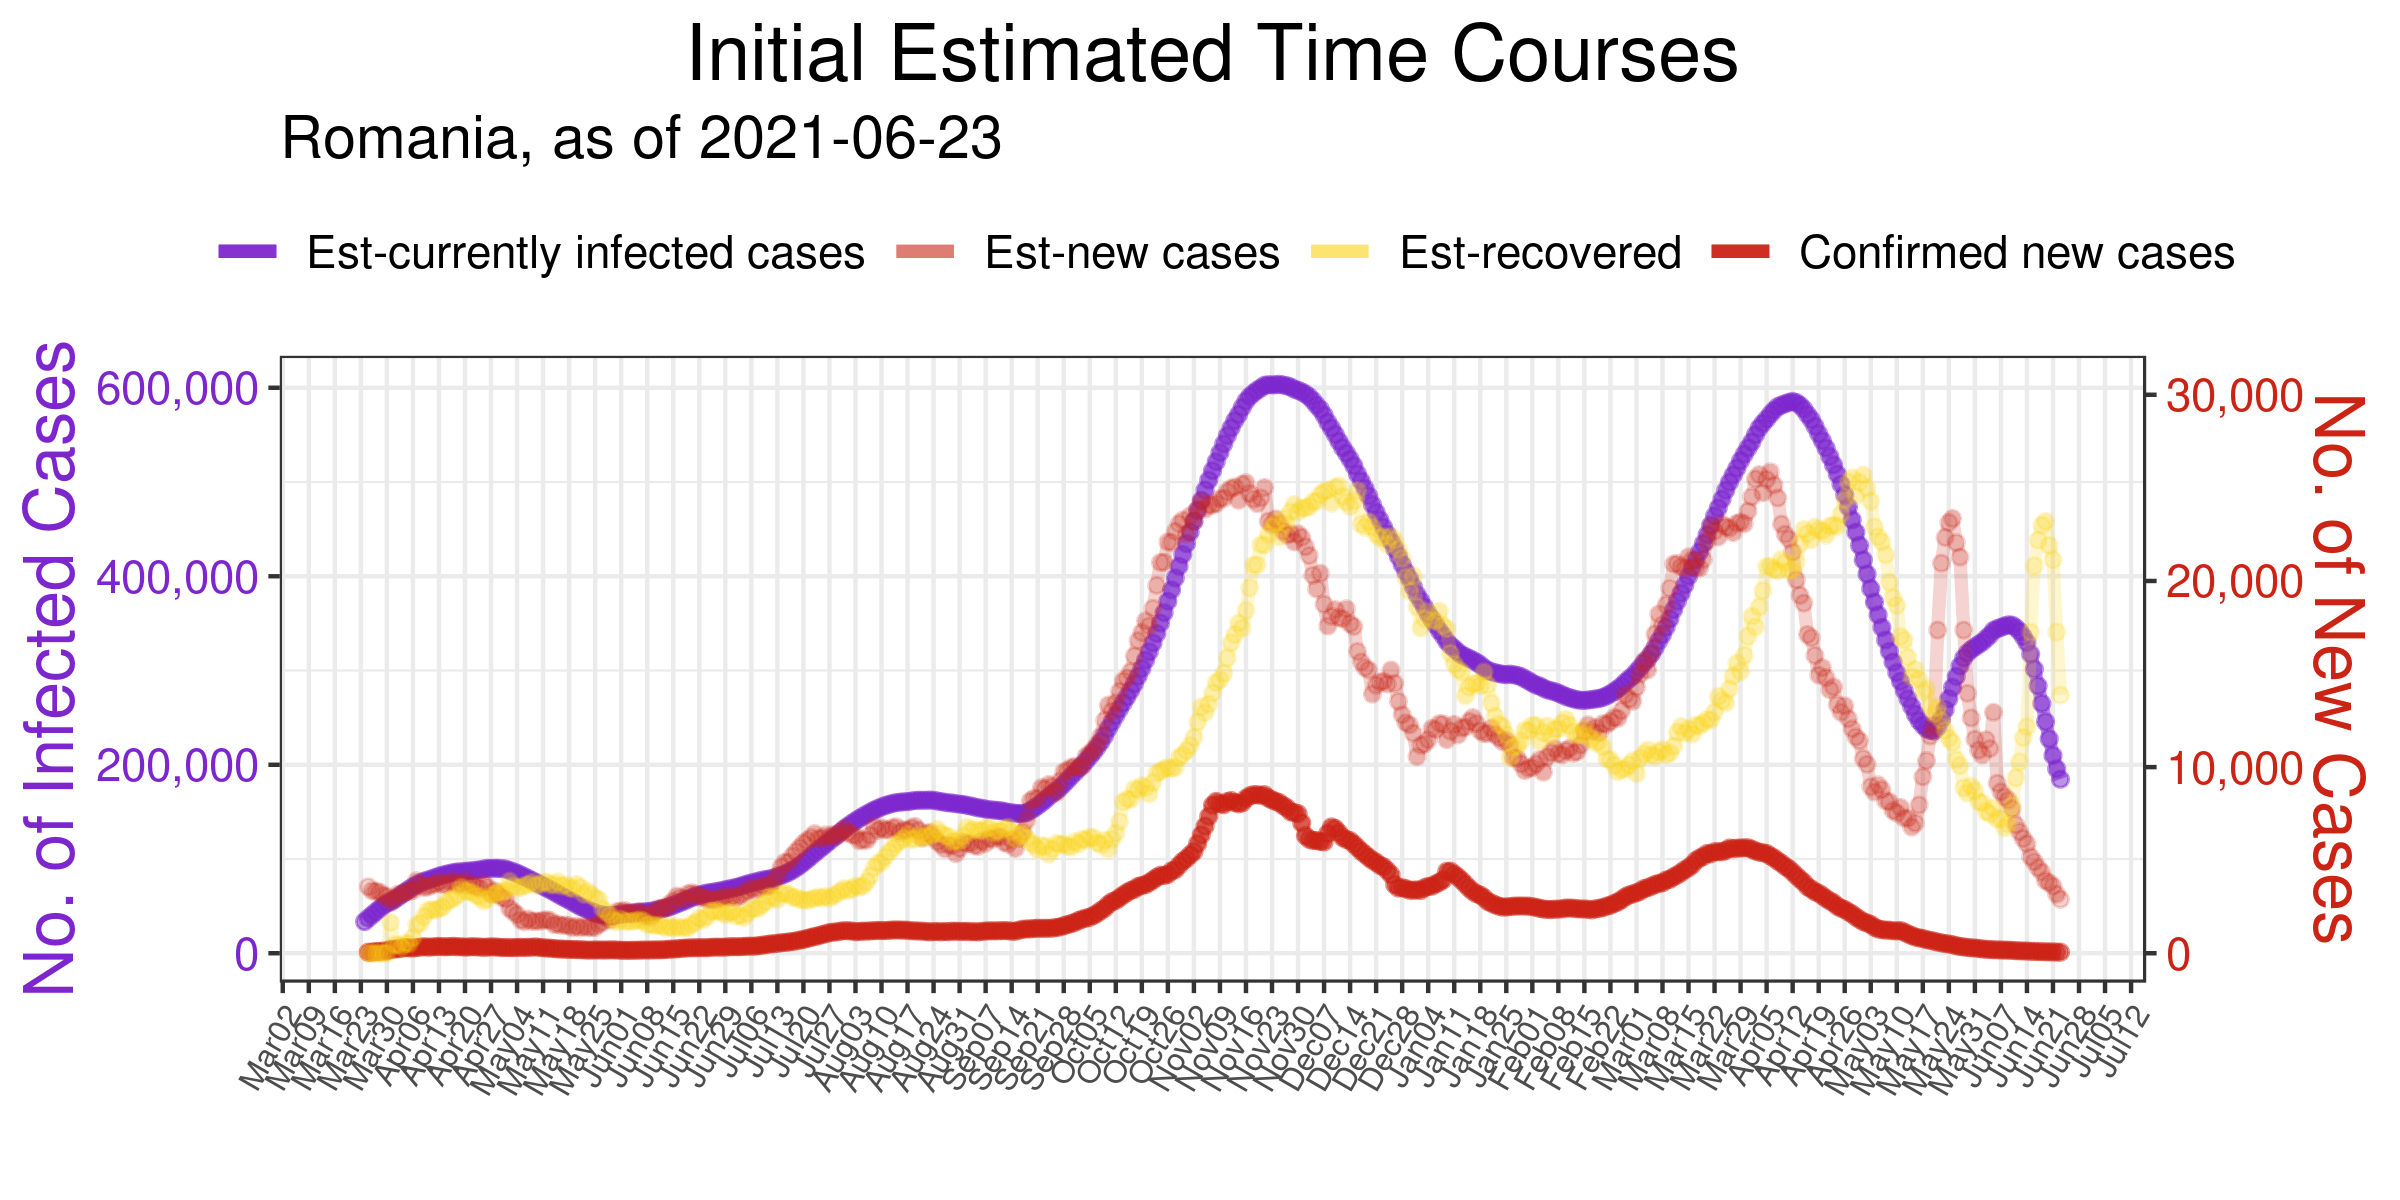 Initial Estimated Time Courses
Romania, as of 2021-06-23
Est-currently infected cases Est-new cases Est-recovered Confirmed new cases
No. of Infected Cases
600,000
400,000
200,000
0
30,000
20,000
10,000
0
No. of New Cases
Mar02 Mar09 Mar16 Mar23 Mar30 Apr06 Apr13 Apr20 Apr27 May04 May11 May18 May25 Jun01 Jun08 Jun15 Jun22 Jun29 Jul06 Jul13 Jul20 Jul27 Aug03 Aug10 Aug17 Aug24 Aug31 Sep07 Sep14 Sep21 Sep28 Oct05 Oct12 Oct19 Oct26 Nov02 Nov09 Nov16 Nov23 Nov30 Dec07 Dec14 Dec21 Dec28 Jan04 Jan11 Jan18 Jan25 Feb01 Feb08 Feb15 Feb22 Mar01 Mar08 Mar15 Mar22 Mar29 Apr05 Apr12 Apr19 Apr26 May03 May10 May17 May24 May31 Jun07 Jun14 Jun21 Jun28 Jul05 Jul12